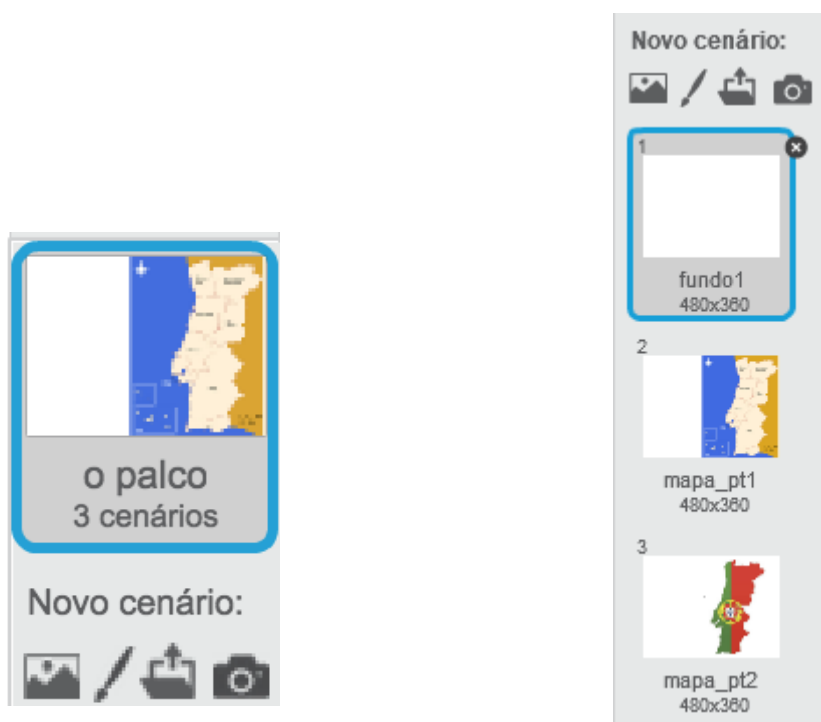 o palco
3 cenários
Novo cenário:
Novo cenário:
1
fundo1
480x360
2
mapa_pt1
480x360
3
mapa_pt2
480x360